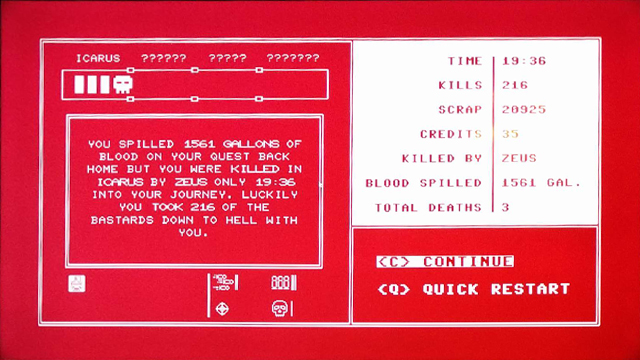 ICARUS ?????? ????? ???????
YOU SPILLED 1561 GALLONS OF
BLOOD ON YOUR QUEST BACK
HOME BUT YOU WERE KILLED IN
ICARUS BY ZEUS ONLY 19:36
INTO YOUR JOURNEY. LUCKILY
YOU TOOK 216 OF THE
BASTARDS DOWN TO HELL WITH
YOU.
TIME 19:36
KILLS 216
SCRAP 20925
CREDITS 35
KILLED BY ZEUS
BLOOD SPILLED 1561 GAL.
TOTAL DEATHS 3
<C> CONTINUE
<Q> QUICK RESTART